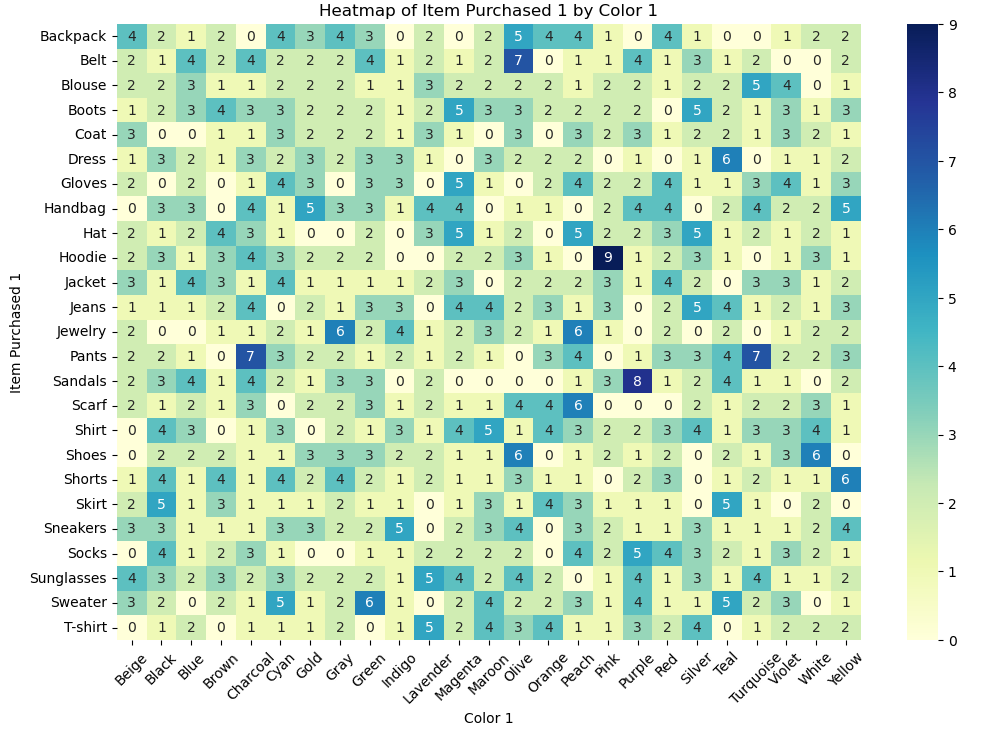 Heatmap of Item Purchased 1 by Color 1
Item Purchased 1
Backpack 4 2 1 2 0 4 3 4 3 0 2 0 2 5 4 4 1 0 4 1 0 0 1 2 2
Belt 2 1 4 2 4 2 2 2 4 1 2 1 2 7 0 1 1 4 1 3 1 2 0 0 2
Blouse 2 2 3 1 1 2 2 2 1 1 3 2 2 2 2 1 2 2 1 2 2 5 4 0 1
Boots 1 2 3 4 3 3 2 2 2 1 2 5 3 3 2 2 2 2 0 5 2 1 3 1 3
Coat 3 0 0 1 1 3 2 2 2 1 3 1 0 3 0 3 2 3 1 2 2 1 3 2 1
Dress 1 3 2 1 3 2 3 2 3 3 1 0 3 2 2 2 0 1 0 1 6 0 1 1 2
Gloves 2 0 2 0 1 4 3 0 3 3 0 5 1 0 2 4 2 2 4 1 1 3 4 1 3
Handbag 0 3 3 0 4 1 5 3 3 1 4 4 0 1 1 0 2 4 4 0 2 4 2 2 5
Hat 2 1 2 4 3 1 0 0 2 0 3 5 1 2 0 5 2 2 3 5 1 2 1 2 1
Hoodie 2 3 1 3 4 3 2 2 2 0 0 2 2 3 1 0 9 1 2 3 1 0 1 3 1
Jacket 3 1 4 3 1 4 1 1 1 1 2 3 0 2 2 2 3 1 4 2 0 3 3 1 2
Jeans 1 1 1 2 4 0 2 1 3 3 0 4 4 2 3 1 3 0 2 5 4 1 2 1 3
Jewelry 2 0 0 1 1 2 1 6 2 4 1 2 3 2 1 6 1 0 2 0 2 0 1 2 2
Pants 2 2 1 0 7 3 2 2 1 2 1 2 1 0 3 4 0 1 3 3 4 7 2 2 3
Sandals 2 3 4 1 4 2 1 3 3 0 2 0 0 0 0 1 3 8 1 2 4 1 1 0 2
Scarf 2 1 2 1 3 0 2 2 3 1 2 1 1 4 4 6 0 0 0 2 1 2 2 3 1
Shirt 0 4 3 0 1 3 0 2 1 3 1 4 5 1 4 3 2 2 3 4 1 3 3 4 1
Shoes 0 2 2 2 1 1 3 3 3 2 2 1 1 6 0 1 2 1 2 0 2 1 3 6 0
Shorts 1 4 1 4 1 4 2 4 2 1 2 1 1 3 1 1 0 2 3 0 1 2 1 1 6
Skirt 2 5 1 3 1 1 1 2 1 1 0 1 3 1 4 3 1 1 1 0 5 1 0 2 0
Sneakers 3 3 1 1 1 3 3 2 2 5 0 2 3 4 0 3 2 1 1 3 1 1 1 2 4
Socks 0 4 1 2 3 1 0 0 1 1 2 2 2 2 0 4 2 5 4 3 2 1 3 2 1
Sunglasses 4 3 2 3 2 3 2 2 2 1 5 4 2 4 2 0 1 4 1 3 1 4 1 1 2
Sweater 3 2 0 2 1 5 1 2 6 1 0 2 4 2 2 3 1 4 1 1 5 2 3 0 1
T-shirt 0 1 2 0 1 1 1 2 0 1 5 2 4 3 4 1 1 3 2 4 0 1 2 2 2
Beige Black Blue Brown Charcoal Cyan Gold Gray Green Indigo Lavender Magenta Maroon Olive Orange Peach Pink Purple Red Silver Teal Turquoise Violet White Yellow
Color 1
9
8
7
6
5
4
3
2
1
0